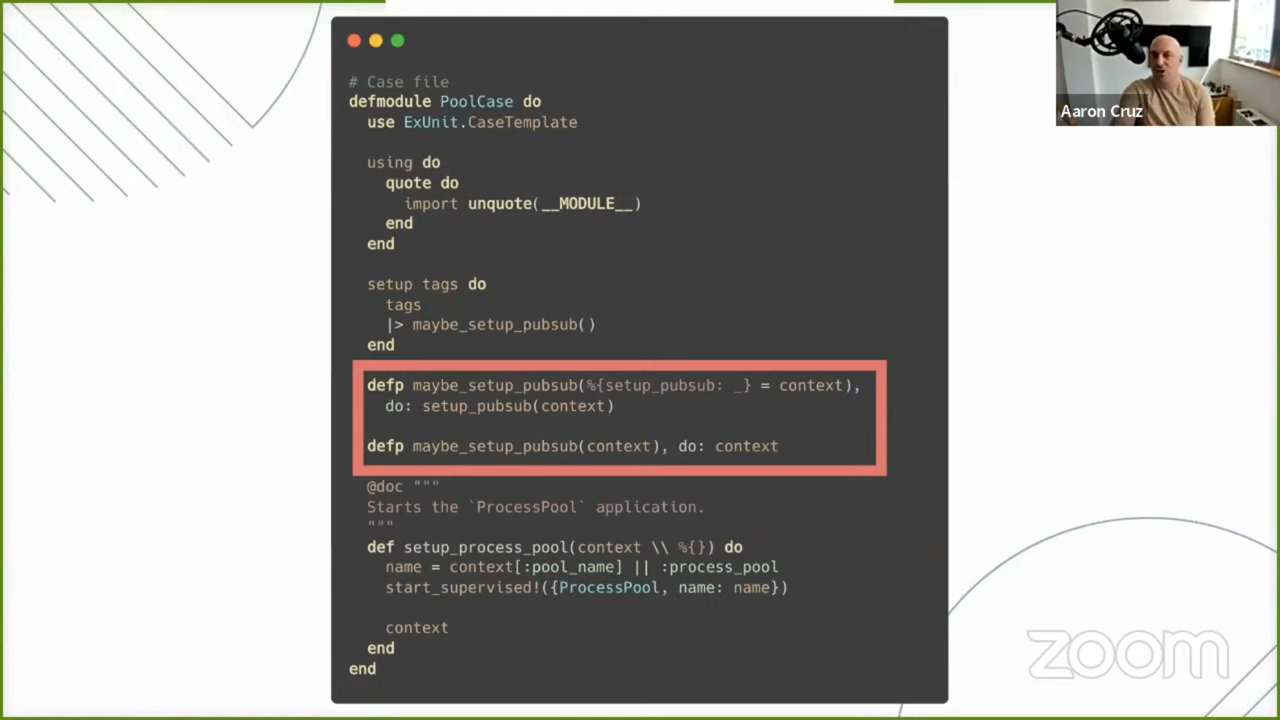 # Case file
defmodule PoolCase do
  use ExUnit.CaseTemplate

  using do
    quote do
      import unquote(__MODULE__)
    end
  end

  setup tags do
    tags
    |> maybe_setup_pubsub()
  end

  defp maybe_setup_pubsub(%{setup_pubsub: _} = context),
    do: setup_pubsub(context)

  defp maybe_setup_pubsub(context), do: context

  @doc """
  Starts the `ProcessPool` application.
  """
  def setup_process_pool(context \\ %{}) do
    name = context[:pool_name] || :process_pool
    start_supervised!({ProcessPool, name: name})

    context
  end
end
Aaron Cruz
zoom